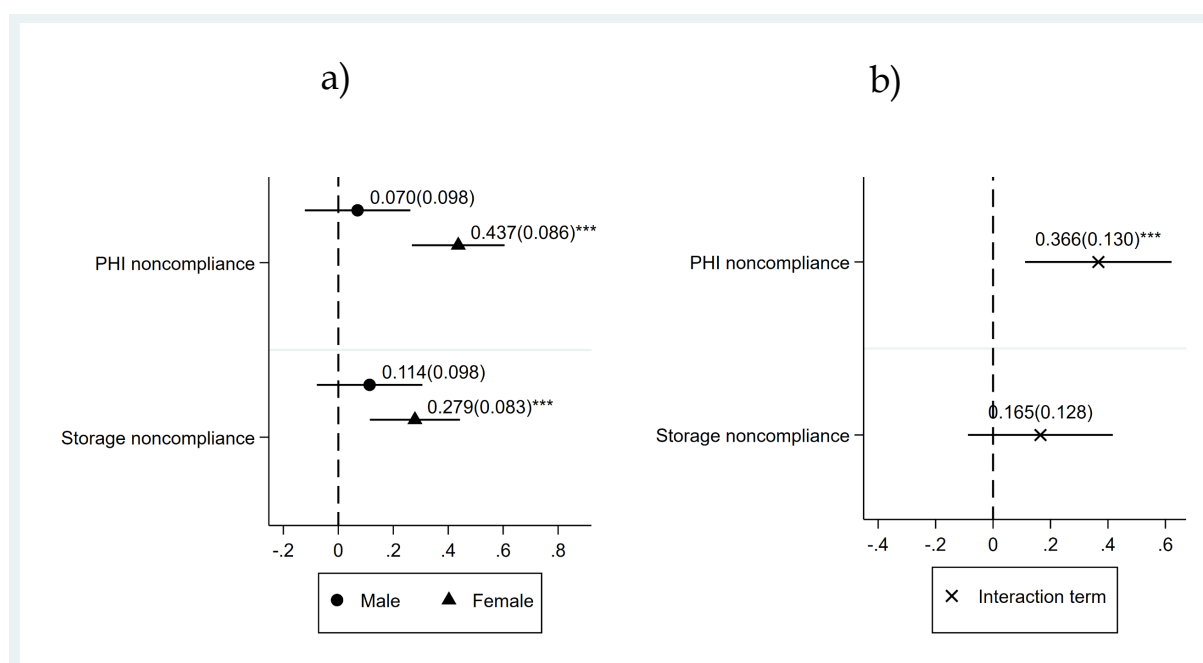 a)
0.070(0.098)
0.437(0.086)***
PHI noncompliance
0.114(0.098)
0.279(0.083)***
Storage noncompliance
-.2 0 .2 .4 .6 .8
Male Female
b)
0.366(0.130)***
PHI noncompliance
0.165(0.128)
Storage noncompliance
-.4 -.2 0 .2 .4 .6
Interaction term